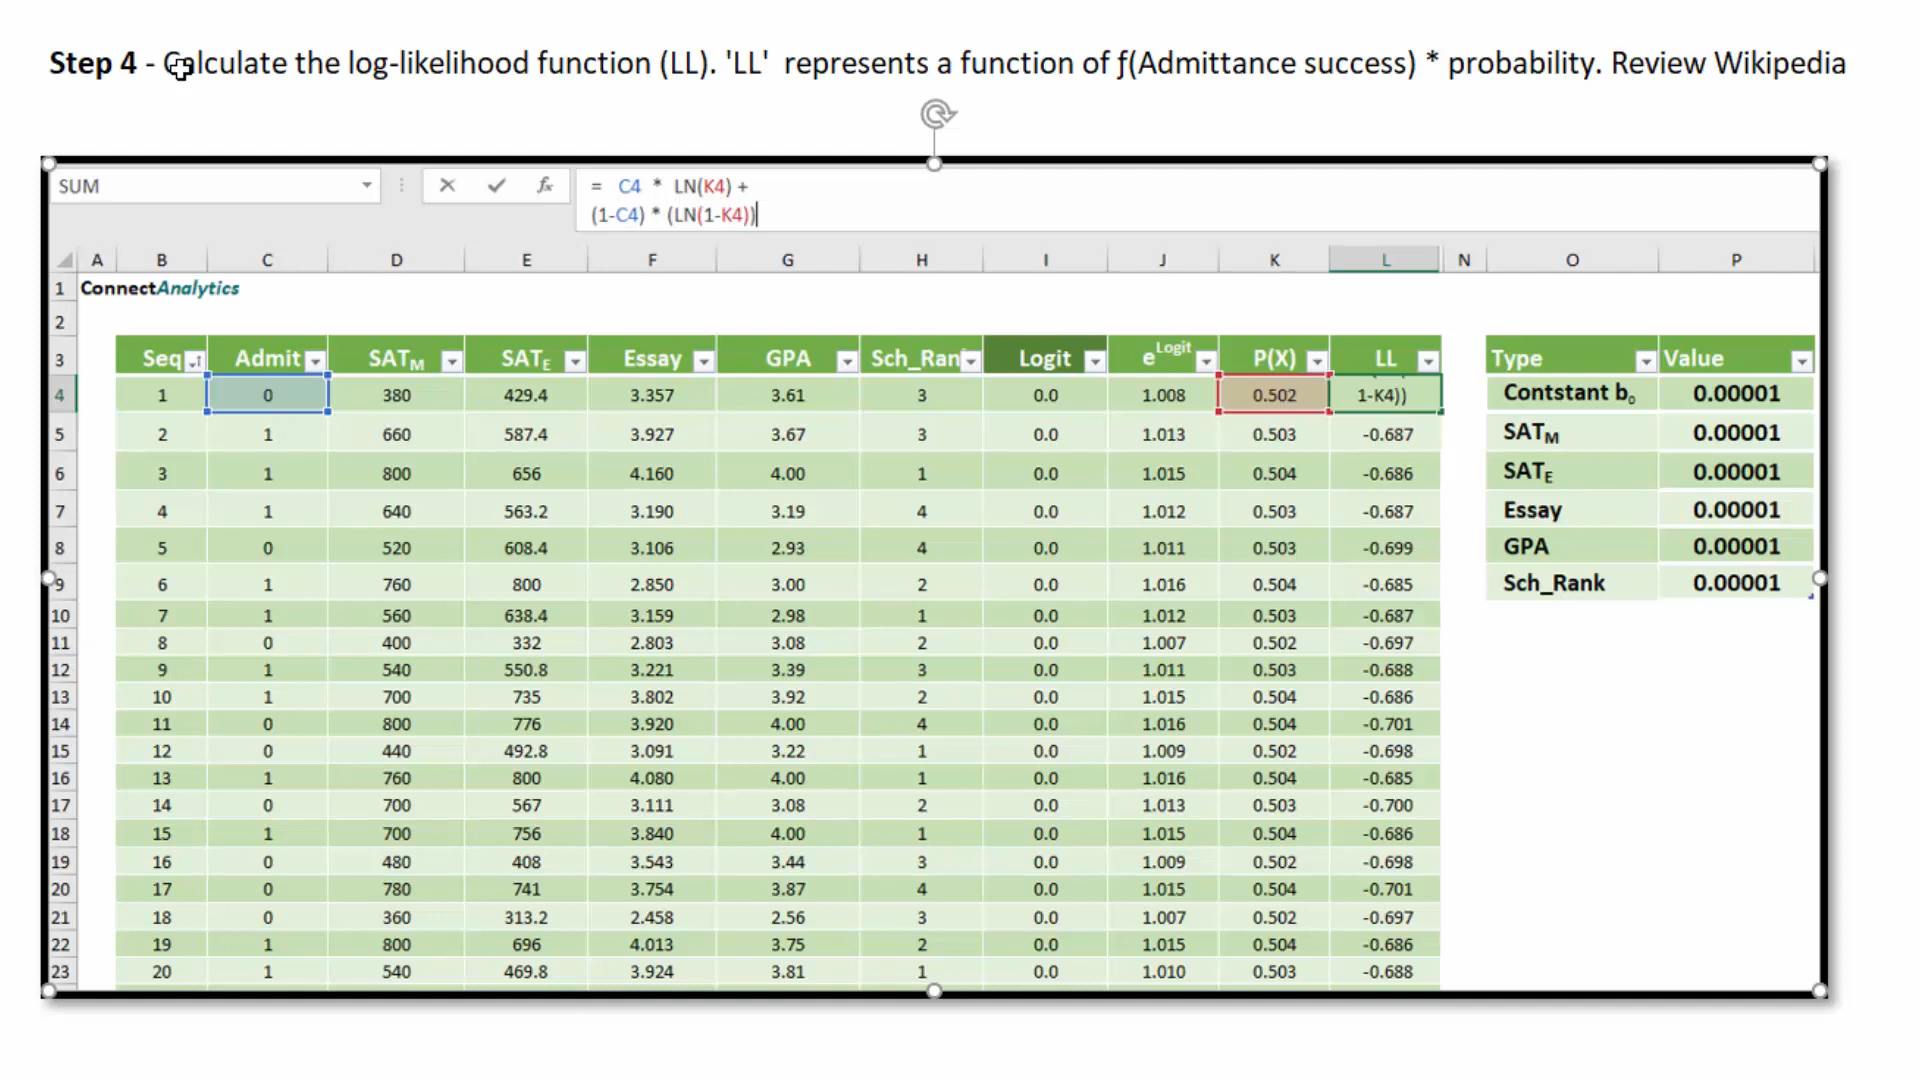 Step 4 - Calculate the log-likelihood function (LL). 'LL' represents a function of ƒ(Admittance success) * probability. Review Wikipedia
SUM fx = C4 * LN(K4) +
(1-C4) * (LN(1-K4))
A B C D E F G H I J K L N O P
1 ConnectAnalytics
2
3 Seq Admit SATM SATE Essay GPA Sch_Ran Logit eLogit P(X) LL Type Value
4 1 0 380 429.4 3.357 3.61 3 0.0 1.008 0.502 1-K4)) Contstant b0 0.00001
5 2 1 660 587.4 3.927 3.67 3 0.0 1.013 0.503 -0.687 SATM 0.00001
6 3 1 800 656 4.160 4.00 1 0.0 1.015 0.504 -0.686 SATE 0.00001
7 4 1 640 563.2 3.190 3.19 4 0.0 1.012 0.503 -0.687 Essay 0.00001
8 5 0 520 608.4 3.106 2.93 4 0.0 1.011 0.503 -0.699 GPA 0.00001
9 6 1 760 800 2.850 3.00 2 0.0 1.016 0.504 -0.685 Sch_Rank 0.00001
10 7 1 560 638.4 3.159 2.98 1 0.0 1.012 0.503 -0.687
11 8 0 400 332 2.803 3.08 2 0.0 1.007 0.502 -0.697
12 9 1 540 550.8 3.221 3.39 3 0.0 1.011 0.503 -0.688
13 10 1 700 735 3.802 3.92 2 0.0 1.015 0.504 -0.686
14 11 0 800 776 3.920 4.00 4 0.0 1.016 0.504 -0.701
15 12 0 440 492.8 3.091 3.22 1 0.0 1.009 0.502 -0.698
16 13 1 760 800 4.080 4.00 1 0.0 1.016 0.504 -0.685
17 14 0 700 567 3.111 3.08 2 0.0 1.013 0.503 -0.700
18 15 1 700 756 3.840 4.00 1 0.0 1.015 0.504 -0.686
19 16 0 480 408 3.543 3.44 3 0.0 1.009 0.502 -0.698
20 17 0 780 741 3.754 3.87 4 0.0 1.015 0.504 -0.701
21 18 0 360 313.2 2.458 2.56 3 0.0 1.007 0.502 -0.697
22 19 1 800 696 4.013 3.75 2 0.0 1.015 0.504 -0.686
23 20 1 540 469.8 3.924 3.81 1 0.0 1.010 0.503 -0.688